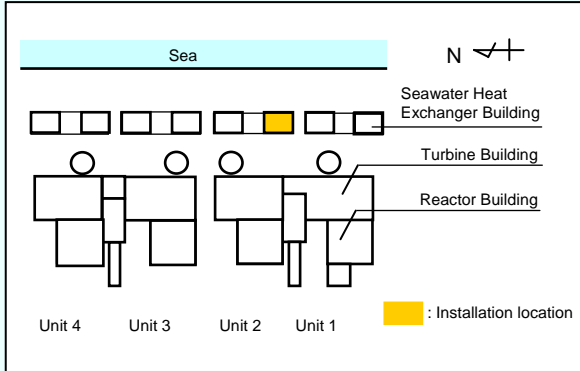 Sea
N
Seawater Heat
Exchanger Building
Turbine Building
Reactor Building
Unit 4
Unit 3
Unit 2
Unit 1
: Installation location